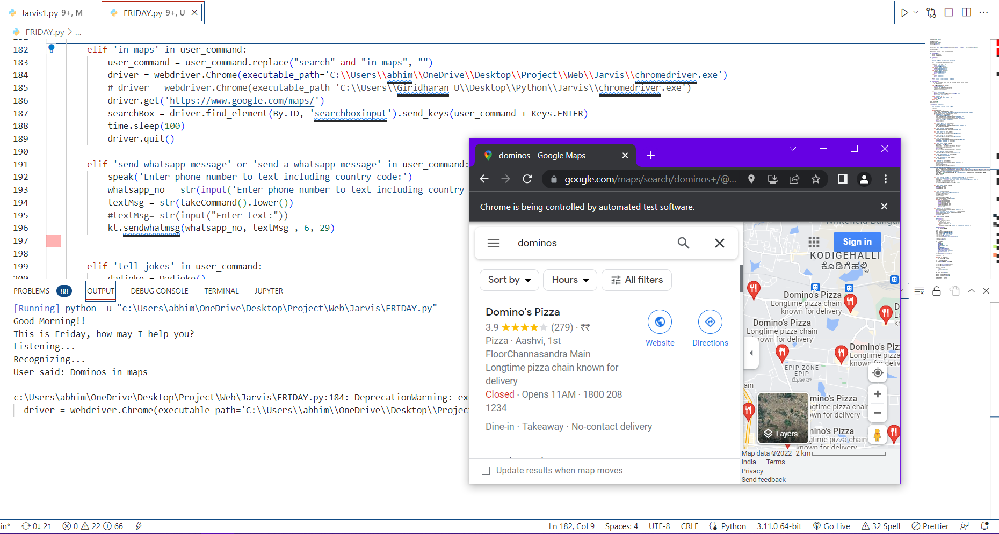 Jarvis1.py 9+, M
FRIDAY.py 9+, U
FRIDAY.py > ...
182 elif 'in maps' in user_command:
183 user_command = user_command.replace("search" and "in maps", "")
184 driver = webdriver.Chrome(executable_path='C:\\Users\\abhim\\OneDrive\\Desktop\\Project\\Web\\Jarvis\\chromedriver.exe')
185 # driver = webdriver.Chrome(executable_path='C:\\Users\\Giridharan U\\Desktop\\Python\\Jarvis\\chromedriver.exe')
186 driver.get('https://www.google.com/maps/')
187 searchBox = driver.find_element(By.ID, 'searchboxinput').send_keys(user_command + Keys.ENTER)
188 time.sleep(100)
189 driver.quit()
190
191 elif 'send whatsapp message' or 'send a whatsapp message' in user_command:
192 speak('Enter phone number to text including country code:')
193 whatsapp_no = str(input('Enter phone number to text including country
194 textMsg = str(takeCommand().lower())
195 #textMsg= str(input("Enter text:"))
196 kt.sendwhatmsg(whatsapp_no, textMsg , 6, 29)
197
198
199 elif 'tell jokes' in user_command:
PROBLEMS 88 OUTPUT DEBUG CONSOLE TERMINAL JUPYTER
[Running] python -u "c:\Users\abhim\OneDrive\Desktop\Project\Web\Jarvis\FRIDAY.py"
Good Morning!!
This is Friday, how may I help you?
Listening...
Recognizing...
User said: Dominos in maps
c:\Users\abhim\OneDrive\Desktop\Project\Web\Jarvis\FRIDAY.py:184: DeprecationWarning: ex
driver = webdriver.Chrome(executable_path='C:\\Users\\abhim\\OneDrive\\Desktop\\Projec
dominos - Google Maps
google.com/maps/search/dominos+/@...
Chrome is being controlled by automated test software.
dominos
Sort by Hours All filters
Domino's Pizza
3.9 (279) · ₹₹
Pizza · Aashvi, 1st
FloorChannasandra Main
Longtime pizza chain known for
delivery
Closed · Opens 11AM · 1800 208
1234
Dine-in · Takeaway · No-contact delivery
Website
Directions
Update results when map moves
Sign in
KODIGEHALLI
ಕೊಡಿಗೆಹಳ್ಳಿ
Domino's Pizza
Longtime pizza chain
known for delivery
Domino's Pizza
Longtime pizza chain
known for delivery
Domino's Pizz
Longtime pizza
known for deliv
EPIP ZONE
EPIP
ಝೋನ್
ain
mino's Pizza
ngtime pizza chair
own for delivery
nino's Pizza
gtime pizza chain
known for delivery
Layers
Map data ©2022 2 km
India Terms
Privacy
Send feedback
in* 0↓ 2↑ 0 22 66
Ln 182, Col 9 Spaces: 4 UTF-8 CRLF Python 3.11.0 64-bit Go Live 32 Spell Prettier